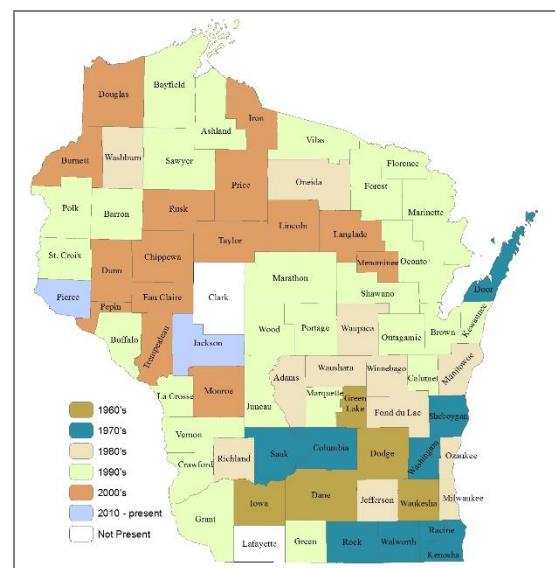 Douglas
Bayfield
Iron
Ashland
Vilas
Burnett
Washburn
Sawyer
Florence
Oneida
Forest
Price
Polk
Barron
Rusk
Marinette
Lincoln
Langlade
Taylor
St. Croix
Chippewa
Menominee
Oconto
Dunn
Door
Marathon
Clark
Pierce
Eau Claire
Pepin
Shawano
Kewaunee
Buffalo
Trempealeau
Jackson
Wood
Portage
Waupaca
Outagamie
Brown
Waushara
Winnebago
Manitowoc
Adams
Calumet
La Crosse
Monroe
Juneau
Marquette
Green
Lake
Fond du Lac
Sheboygan
Vernon
Sauk
Columbia
Dodge
Washington
Ozaukee
Richland
Crawford
Iowa
Dane
Jefferson
Waukesha
Milwaukee
Grant
Lafayette
Green
Rock
Walworth
Racine
Kenosha
1960's
1970's
1980's
1990's
2000's
2010 - present
Not Present